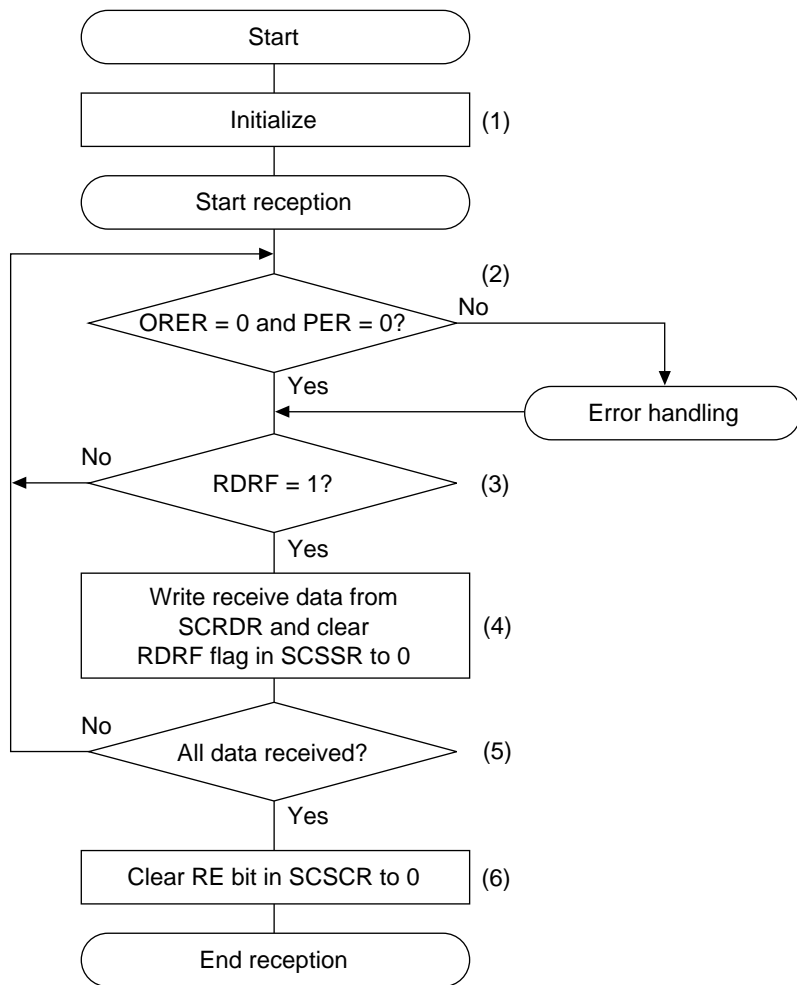 Start
Initialize
(1)
Start reception
(2)
ORER = 0 and PER = 0?
No
Yes
Error handling
No
RDRF = 1?
(3)
Yes
Write receive data from
SCRDR and clear
RDRF flag in SCSSR to 0
(4)
No
All data received?
(5)
Yes
Clear RE bit in SCSCR to 0
(6)
End reception